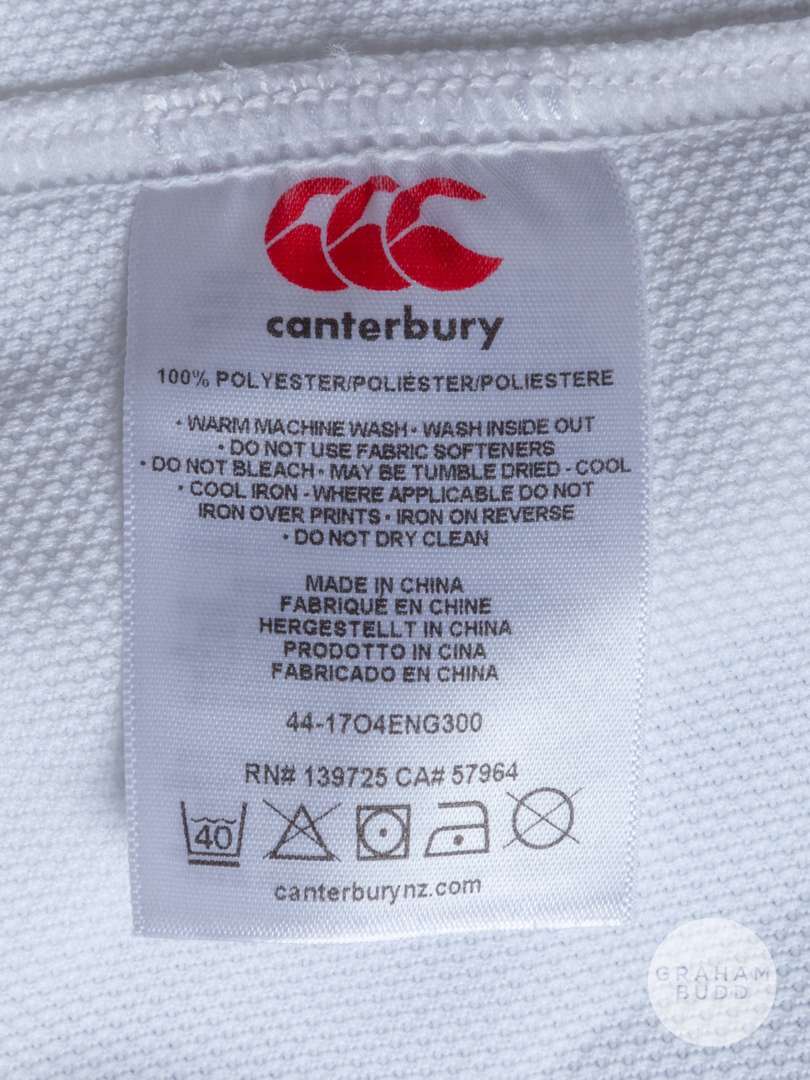 canterbury
100% POLYESTER/POLIÉSTER/POLIESTERE
• WARM MACHINE WASH • WASH INSIDE OUT
• DO NOT USE FABRIC SOFTENERS
• DO NOT BLEACH • MAY BE TUMBLE DRIED - COOL
• COOL IRON - WHERE APPLICABLE DO NOT
IRON OVER PRINTS • IRON ON REVERSE
• DO NOT DRY CLEAN
MADE IN CHINA
FABRIQUÉ EN CHINE
HERGESTELLT IN CHINA
PRODOTTO IN CINA
FABRICADO EN CHINA
44-17O4ENG300
RN# 139725 CA# 57964
40
canterburynz.com
GRAHAM
BUDD